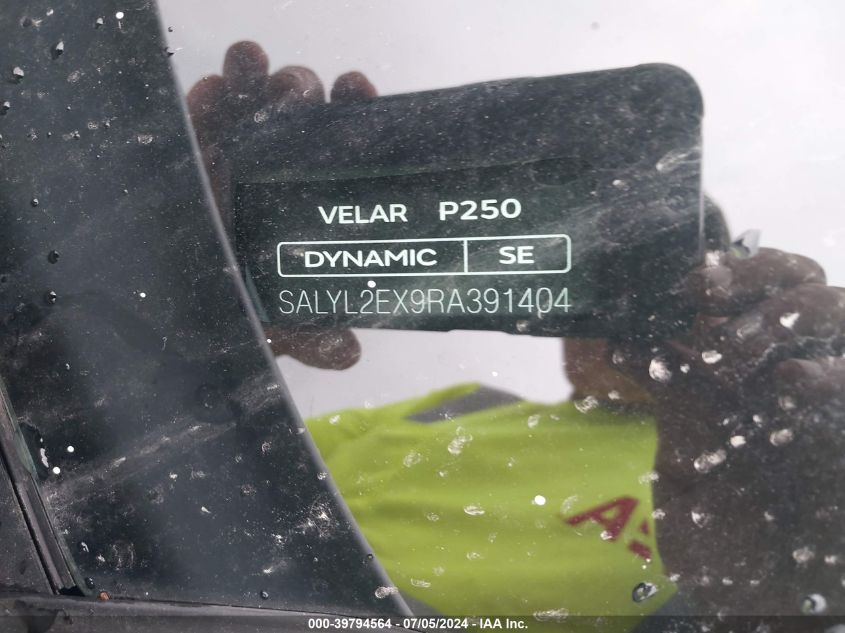 VELAR P250
DYNAMIC SE
SALYL2EX9RA391404
000-39794564 - 07/05/2024 - IAA Inc.